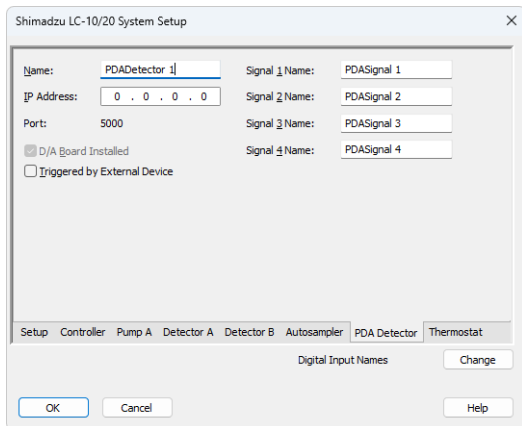 Shimadzu LC-10/20 System Setup
Name: PDADetector 1 Signal 1 Name: PDASignal 1
IP Address: 0 . 0 . 0 . 0 Signal 2 Name: PDASignal 2
Port: 5000 Signal 3 Name: PDASignal 3
D/A Board Installed Signal 4 Name: PDASignal 4
Triggered by External Device
Setup Controller Pump A Detector A Detector B Autosampler PDA Detector Thermostat
Digital Input Names Change
OK Cancel Help